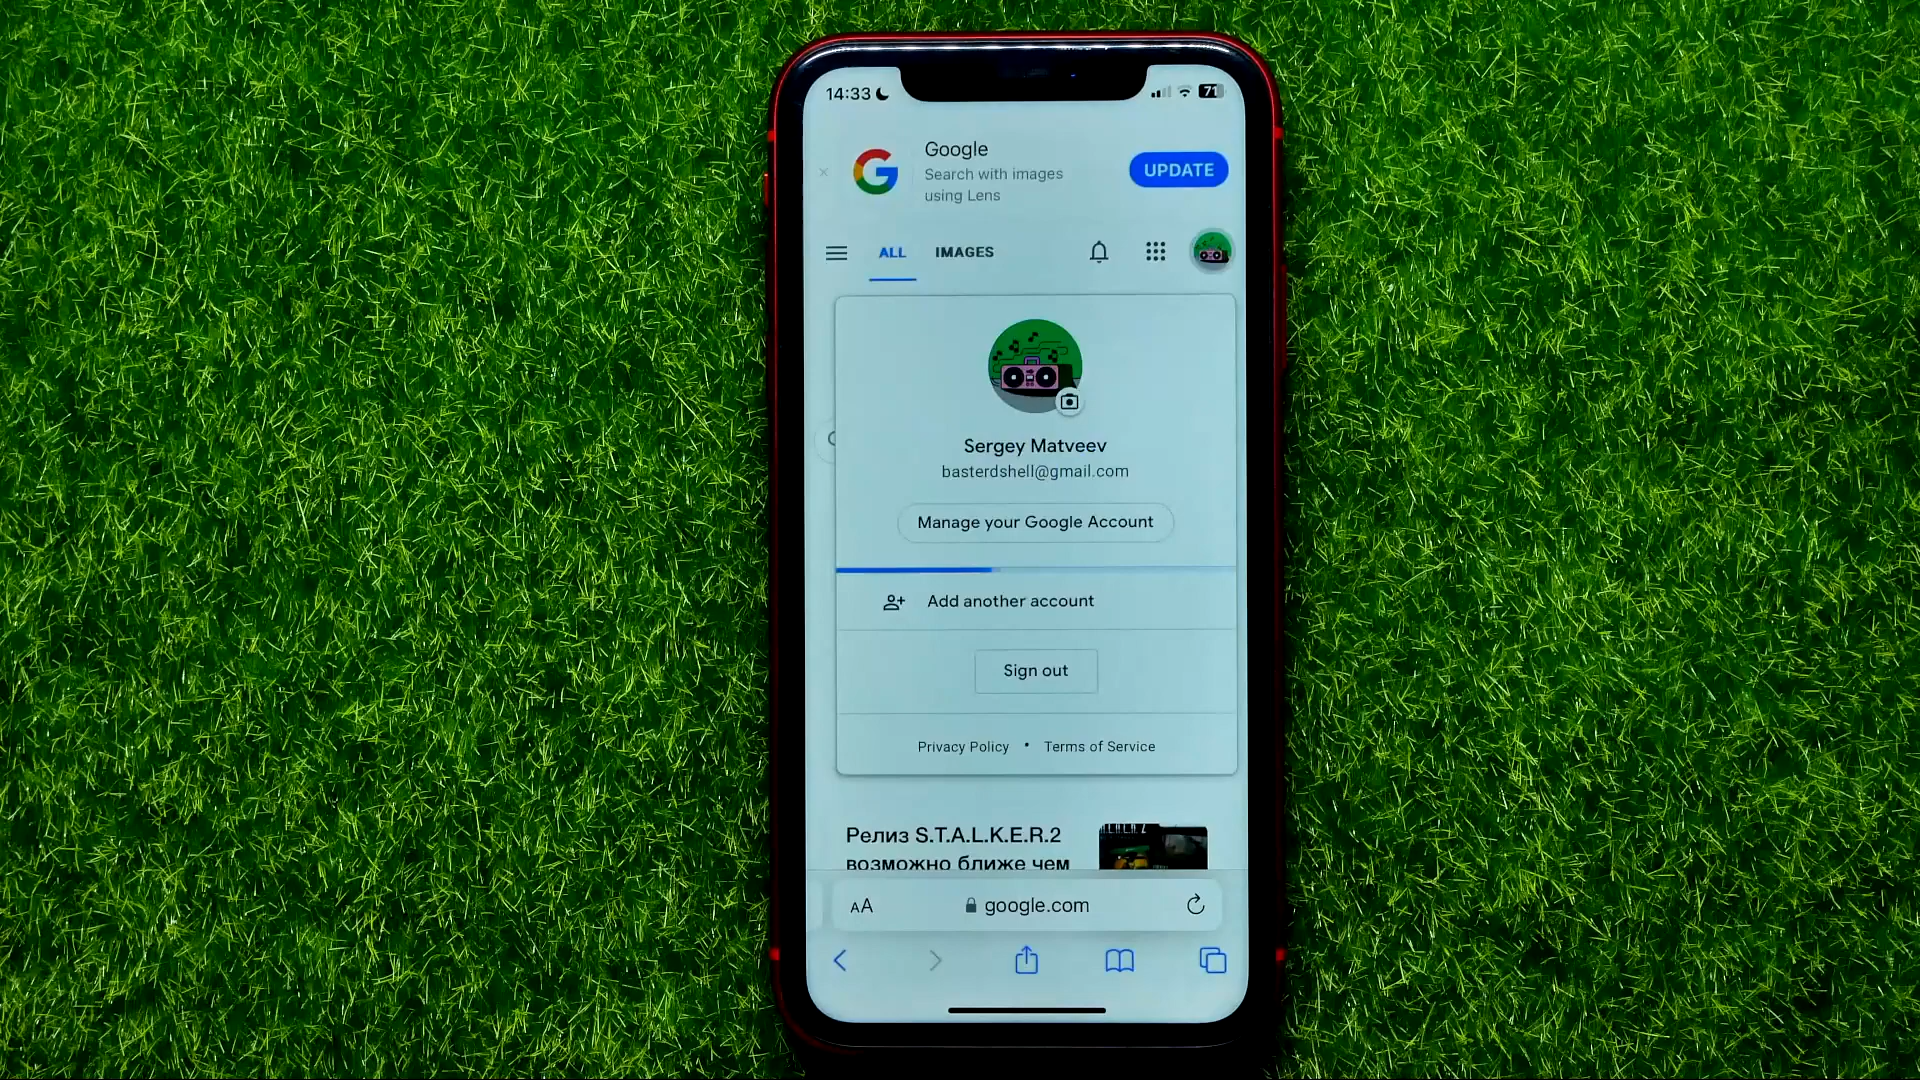 14:33
71
Google
Search with images
using Lens
UPDATE
ALL
IMAGES
Sergey Matveev
basterdshell@gmail.com
Manage your Google Account
Add another account
Sign out
Privacy Policy • Terms of Service
Релиз S.T.A.L.K.E.R.2
возможно ближе чем
AA
google.com